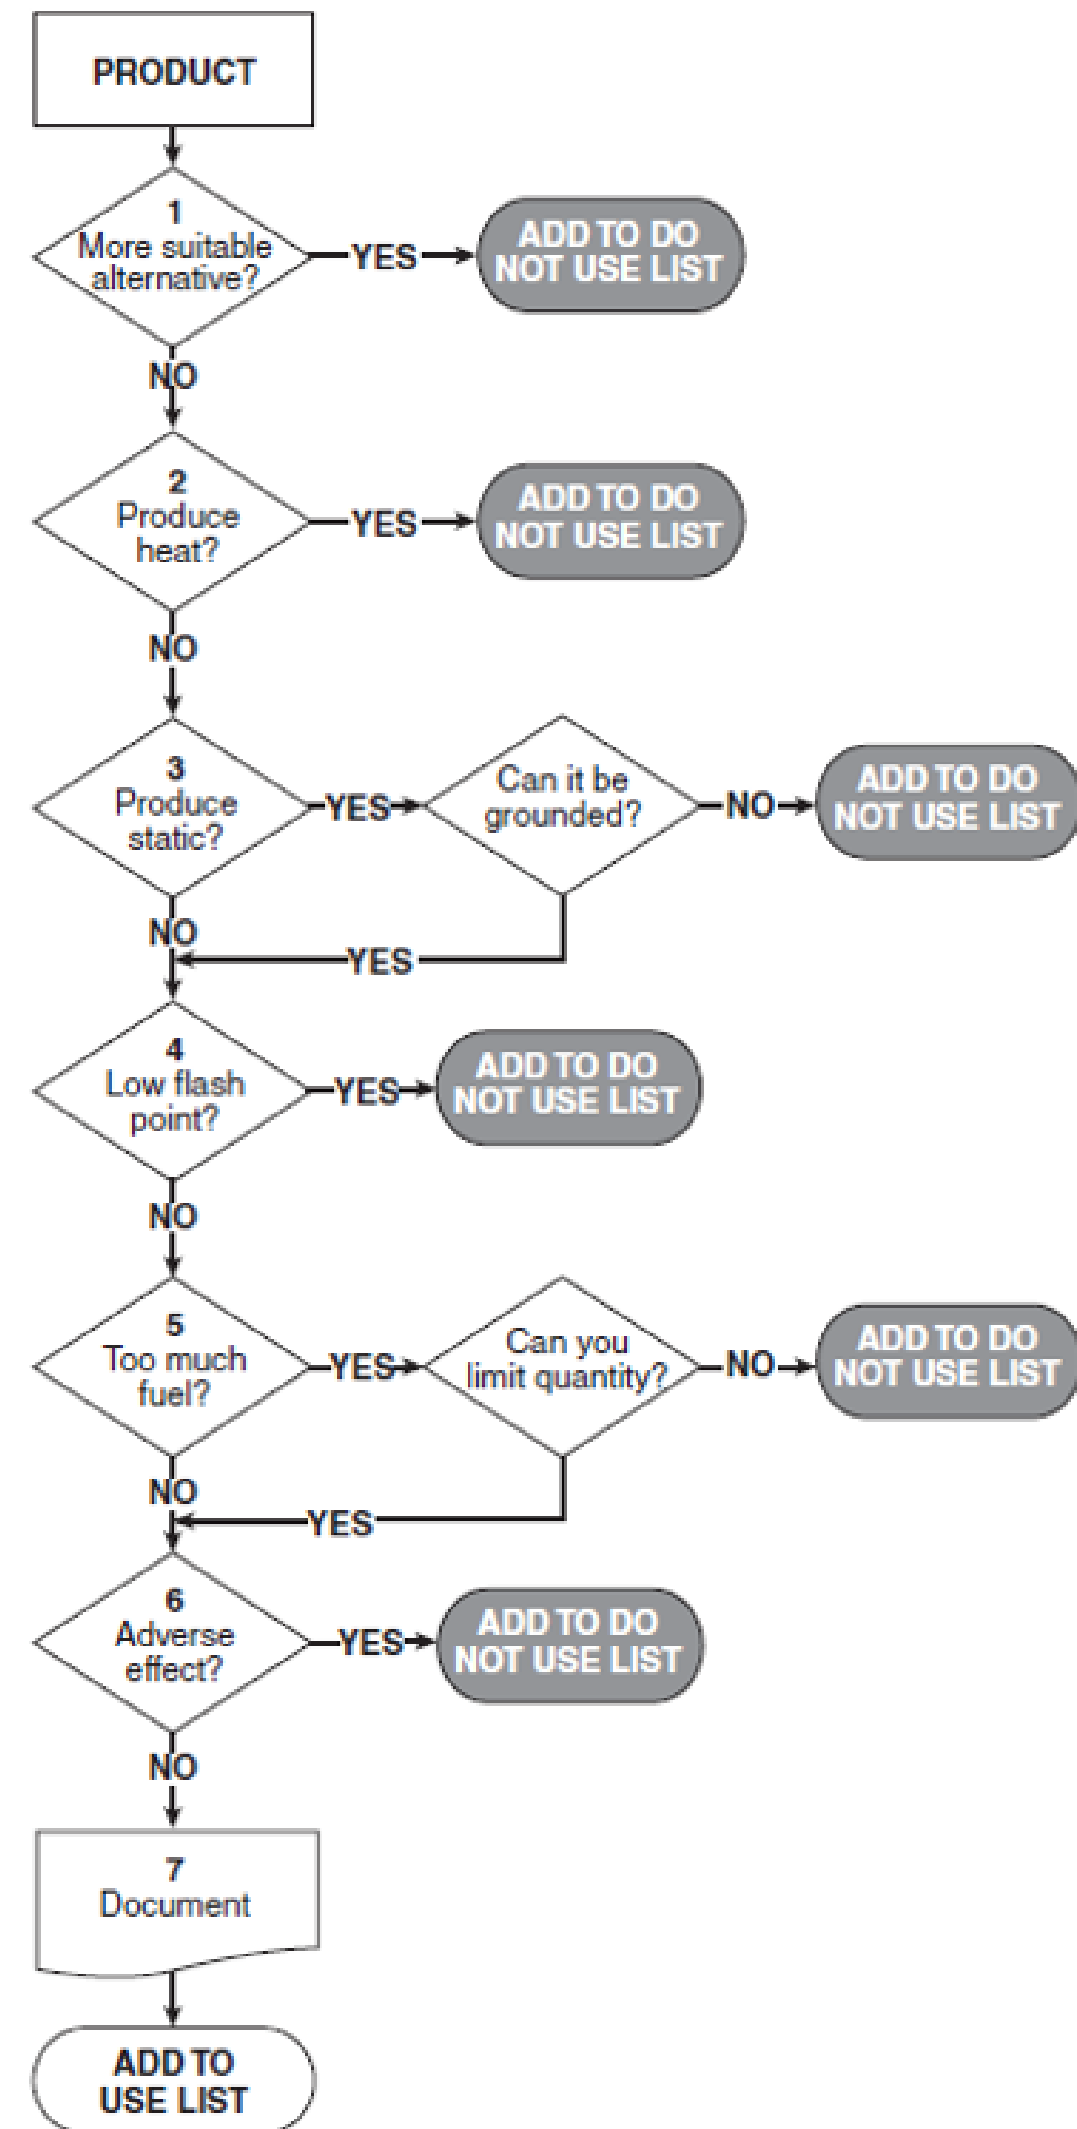 PRODUCT
1
More suitable
alternative?
YES
ADD TO DO
NOT USE LIST
NO
2
Produce
heat?
YES
ADD TO DO
NOT USE LIST
NO
3
Produce
static?
YES
Can it be
grounded?
NO
ADD TO DO
NOT USE LIST
NO
YES
4
Low flash
point?
YES
ADD TO DO
NOT USE LIST
NO
5
Too much
fuel?
YES
Can you
limit quantity?
NO
ADD TO DO
NOT USE LIST
NO
YES
6
Adverse
effect?
YES
ADD TO DO
NOT USE LIST
NO
7
Document
ADD TO
USE LIST